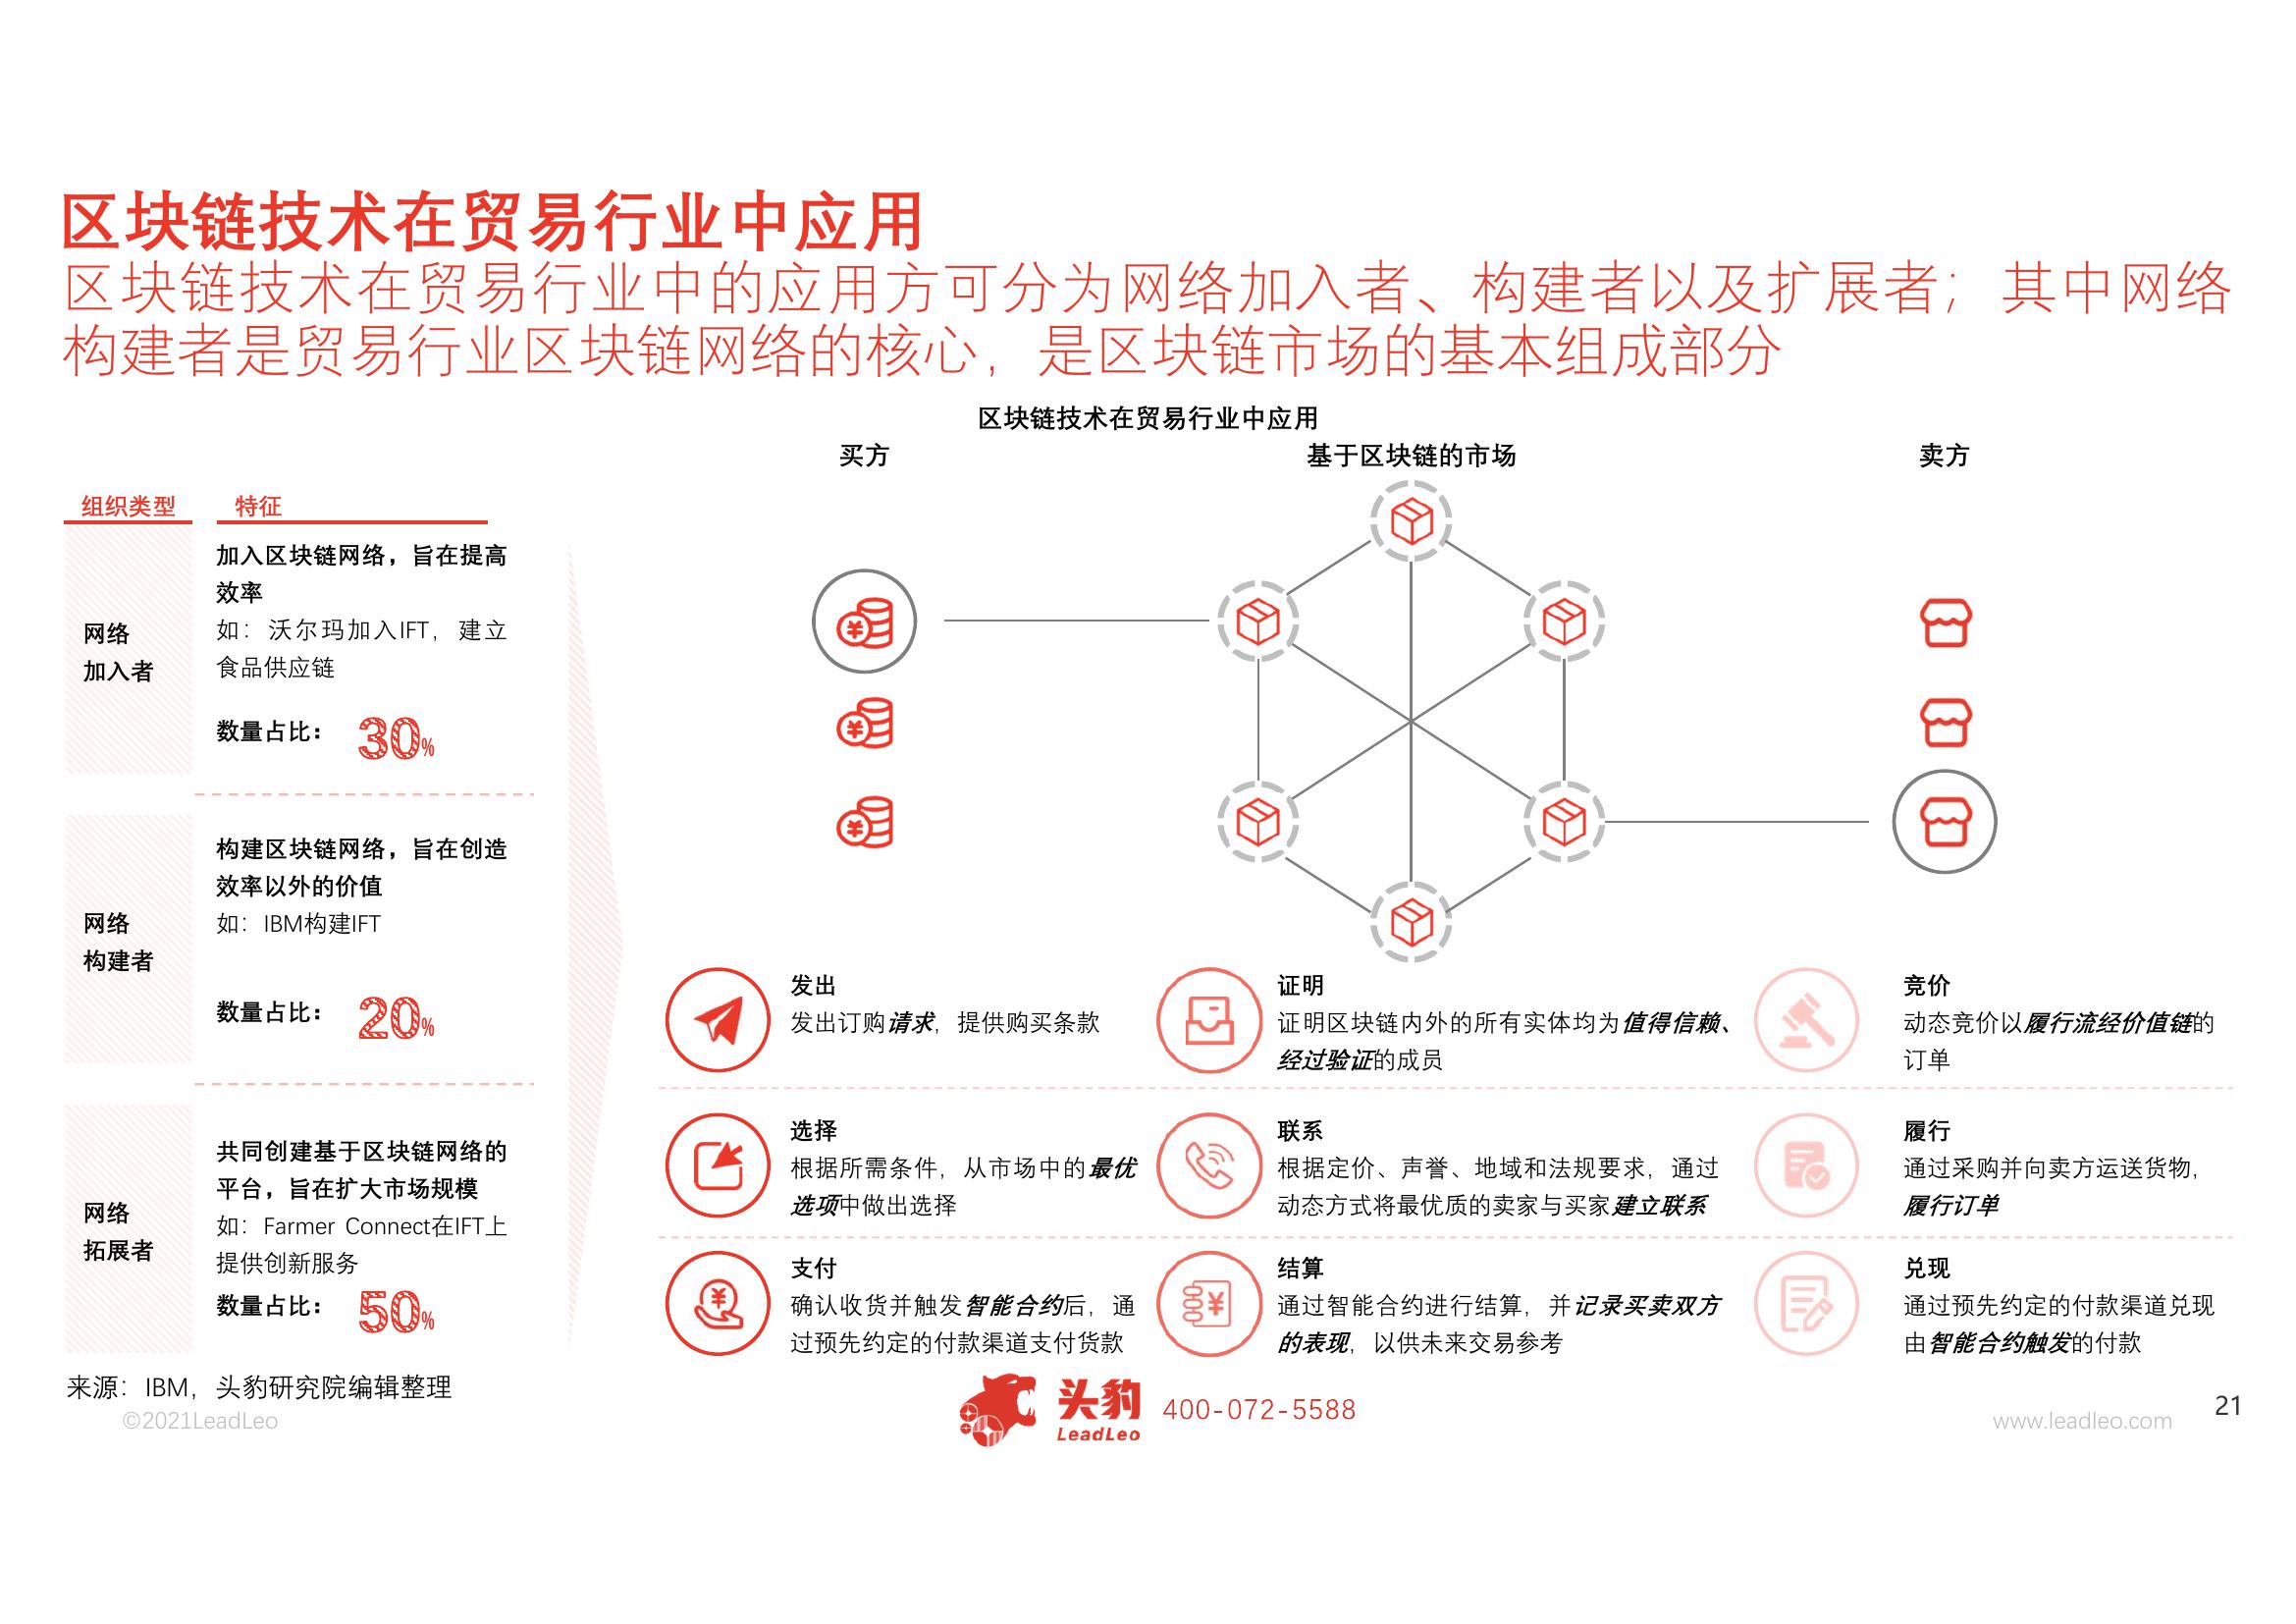 区块链技术在贸易行业中应用
区块链技术在贸易行业中的应用方可分为网络加入者、构建者以及扩展者；其中网络
构建者是贸易行业区块链网络的核心，是区块链市场的基本组成部分
区块链技术在贸易行业中应用
买方
基于区块链的市场
卖方
组织类型
特征
网络
加入者
加入区块链网络，旨在提高
效率
如：沃尔玛加入IFT，建立
食品供应链
数量占比：30%
网络
构建者
构建区块链网络，旨在创造
效率以外的价值
如：IBM构建IFT
数量占比：20%
网络
拓展者
共同创建基于区块链网络的
平台，旨在扩大市场规模
如：Farmer Connect在IFT上
提供创新服务
数量占比：50%
发出
发出订购请求，提供购买条款
证明
证明区块链内外的所有实体均为值得信赖、
经过验证的成员
竞价
动态竞价以履行流经价值链的
订单
选择
根据所需条件，从市场中的最优
选项中做出选择
联系
根据定价、声誉、地域和法规要求，通过
动态方式将最优质的卖家与买家建立联系
履行
通过采购并向卖方运送货物，
履行订单
支付
确认收货并触发智能合约后，通
过预先约定的付款渠道支付货款
结算
通过智能合约进行结算，并记录买卖双方
的表现，以供未来交易参考
兑现
通过预先约定的付款渠道兑现
由智能合约触发的付款
来源：IBM，头豹研究院编辑整理
©2021LeadLeo
头豹
LeadLeo
400-072-5588
www.leadleo.com
21